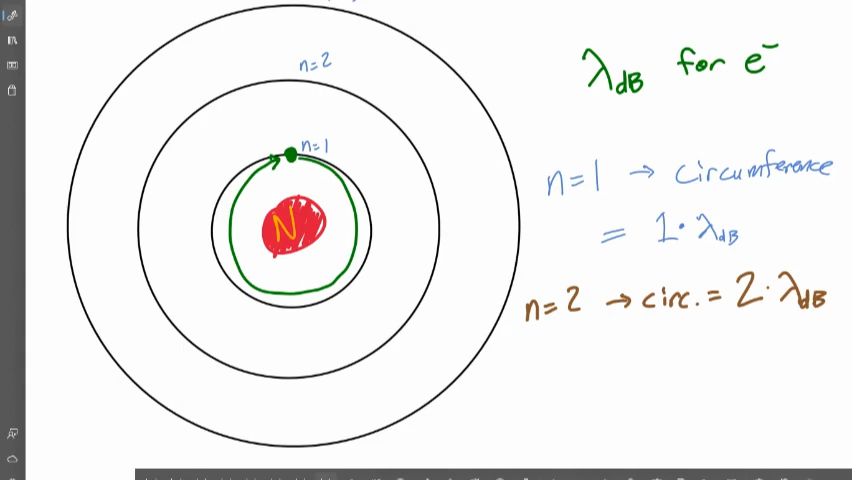 n=2
n=1
N
λdB for e⁻
n=1 → circumference
= 1·λdB
n=2 → circ. = 2·λdB